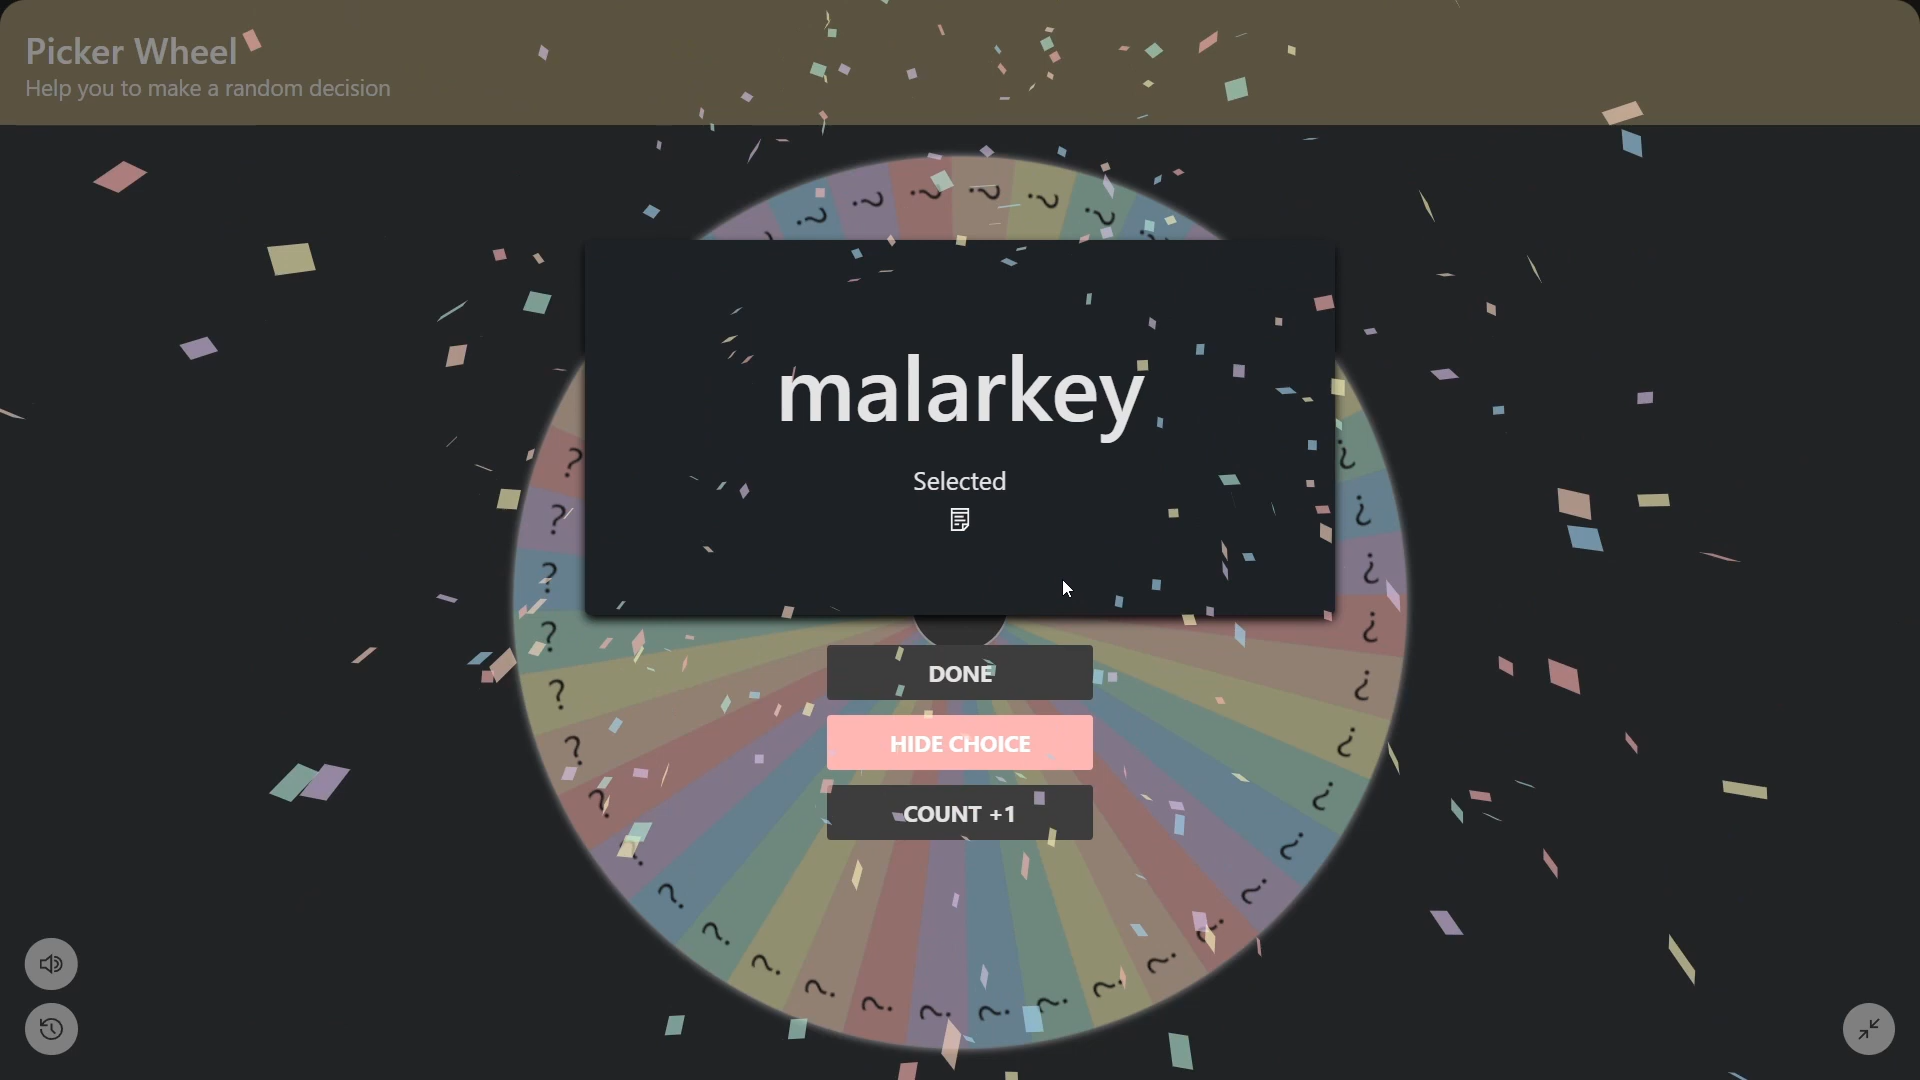 Picker Wheel
Help you to make a random decision
malarkey
Selected
DONE
HIDE CHOICE
COUNT +1
? ? ? ? ? ?
? ?
? ?
? ?
? ?
? ?
? ?
? ?
? ?
? ?
? ?
? ?
? ?
? ? ? ? ? ?